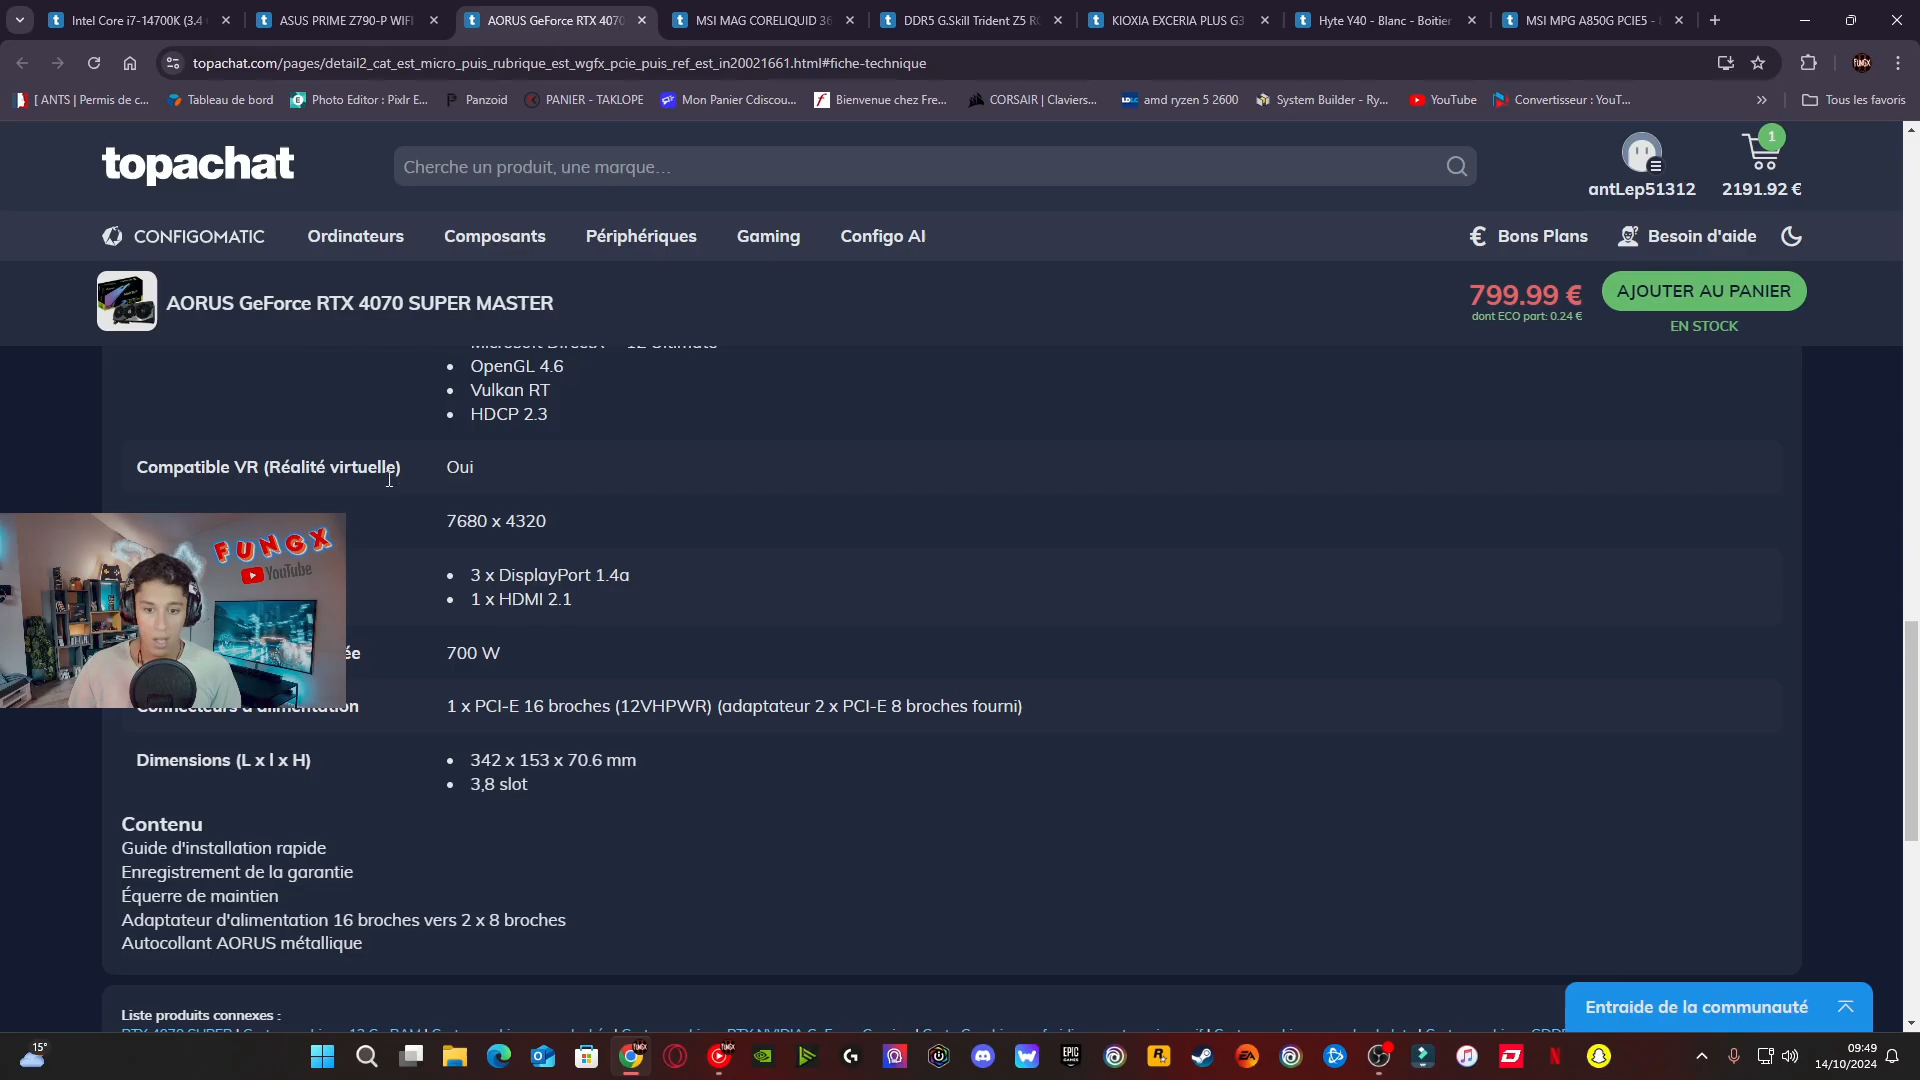 Intel Core i7-14700K (3.4
ASUS PRIME Z790-P WIFI
AORUS GeForce RTX 4070
MSI MAG CORELIQUID 36
DDR5 G.Skill Trident Z5 R
KIOXIA EXCERIA PLUS G3
Hyte Y40 - Blanc - Boitier
MSI MPG A850G PCIE5 -
topachat.com/pages/detail2_cat_est_micro_puis_rubrique_est_wgfx_pcie_puis_ref_est_in20021661.html#fiche-technique
[ ANTS | Permis de c...
Tableau de bord
Photo Editor : Pixlr E...
Panzoid
PANIER - TAKLOPE
Mon Panier Cdiscou...
Bienvenue chez Fre...
CORSAIR | Claviers...
amd ryzen 5 2600
System Builder - Ry...
YouTube
Convertisseur : YouT...
Tous les favoris
topachat
Cherche un produit, une marque...
1
antLep51312
2191.92 €
CONFIGOMATIC
Ordinateurs
Composants
Périphériques
Gaming
Configo AI
€ Bons Plans
Besoin d'aide
AORUS GeForce RTX 4070 SUPER MASTER
799.99 €
dont ECO part: 0.24 €
AJOUTER AU PANIER
EN STOCK
• OpenGL 4.6
• Vulkan RT
• HDCP 2.3
Compatible VR (Réalité virtuelle)
Oui
7680 x 4320
• 3 x DisplayPort 1.4a
• 1 x HDMI 2.1
700 W
FUNGX
YouTube
Connecteurs d'alimentation
1 x PCI-E 16 broches (12VHPWR) (adaptateur 2 x PCI-E 8 broches fourni)
Dimensions (L x l x H)
• 342 x 153 x 70.6 mm
• 3,8 slot
Contenu
Guide d'installation rapide
Enregistrement de la garantie
Équerre de maintien
Adaptateur d'alimentation 16 broches vers 2 x 8 broches
Autocollant AORUS métallique
Liste produits connexes :
Entraide de la communauté
15°
09:49
14/10/2024